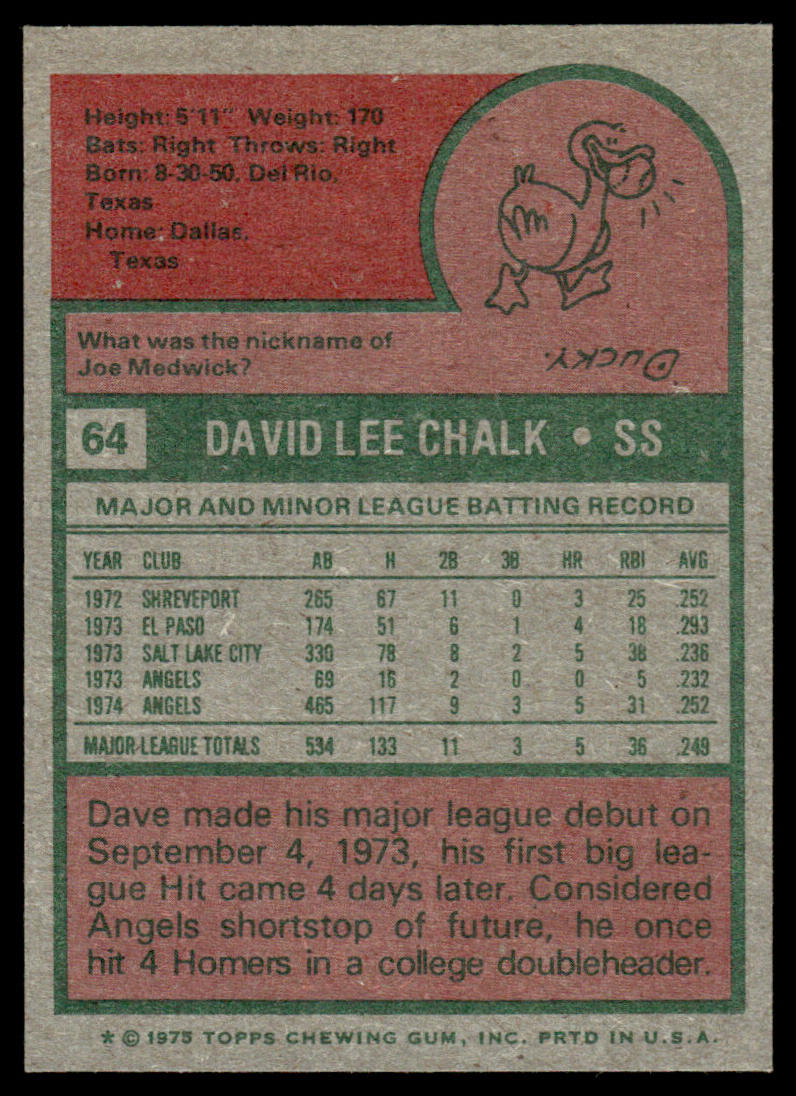 Height: 5'11" Weight: 170
Bats: Right Throws: Right
Born: 8-30-50, Del Rio,
Texas
Home: Dallas,
Texas
What was the nickname of
Joe Medwick?
DUCKY.
64 DAVID LEE CHALK • SS
MAJOR AND MINOR LEAGUE BATTING RECORD
YEAR CLUB AB H 2B 3B HR RBI AVG
1972 SHREVEPORT 265 67 11 0 3 25 .252
1973 EL PASO 174 51 6 1 4 18 .293
1973 SALT LAKE CITY 330 78 8 2 5 38 .236
1973 ANGELS 69 16 2 0 0 5 .232
1974 ANGELS 465 117 9 3 5 31 .252
MAJOR-LEAGUE TOTALS 534 133 11 3 5 36 .249
Dave made his major league debut on
September 4, 1973, his first big lea-
gue Hit came 4 days later. Considered
Angels shortstop of future, he once
hit 4 Homers in a college doubleheader.
* © 1975 TOPPS CHEWING GUM, INC. PRTD IN U.S.A.